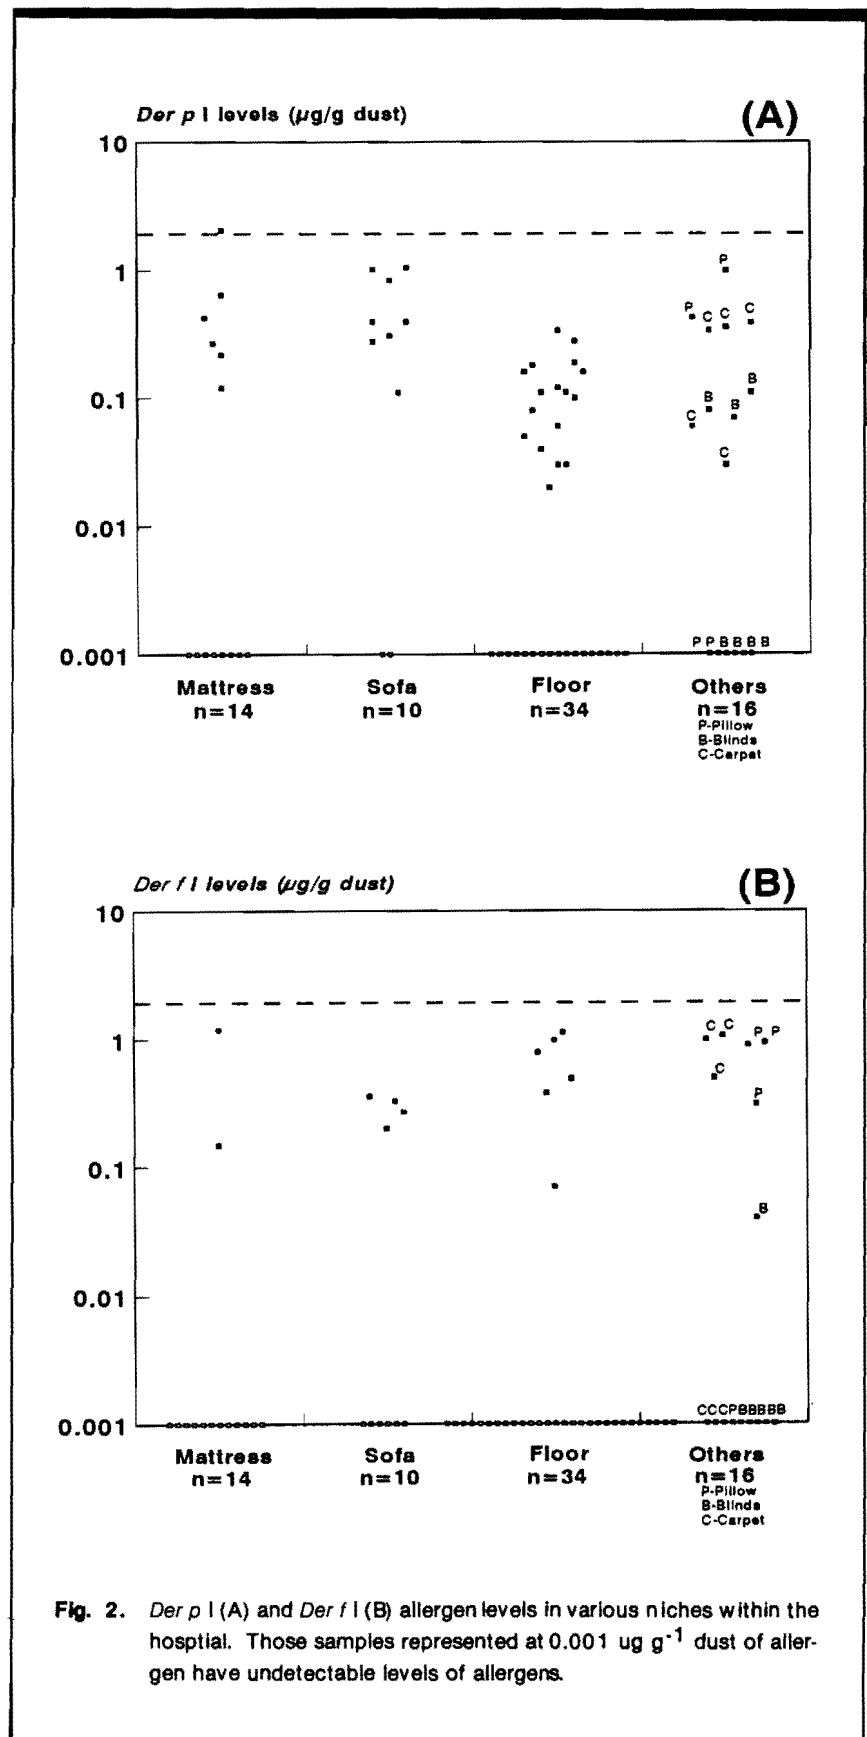 Der p I levels (µg/g dust)
(A)
10
1
0.1
0.01
0.001
P
P
C
C
C
B
B
B
C
C
P P B B B B
Mattress
n=14
Sofa
n=10
Floor
n=34
Others
n=16
P-Pillow
B-Blinds
C-Carpet
Der f I levels (µg/g dust)
(B)
10
1
0.1
0.01
0.001
C C
P P
C
P
B
CCCPBBBBB
Mattress
n=14
Sofa
n=10
Floor
n=34
Others
n=16
P-Pillow
B-Blinds
C-Carpet
Fig. 2. Der p I (A) and Der f I (B) allergen levels in various niches within the
hosptial. Those samples represented at 0.001 ug g-1 dust of aller-
gen have undetectable levels of allergens.